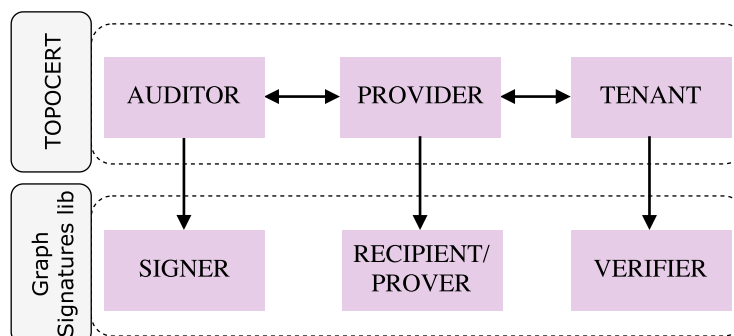 TOPOCERT
AUDITOR
PROVIDER
TENANT
Graph
Signatures lib
SIGNER
RECIPIENT/
PROVER
VERIFIER